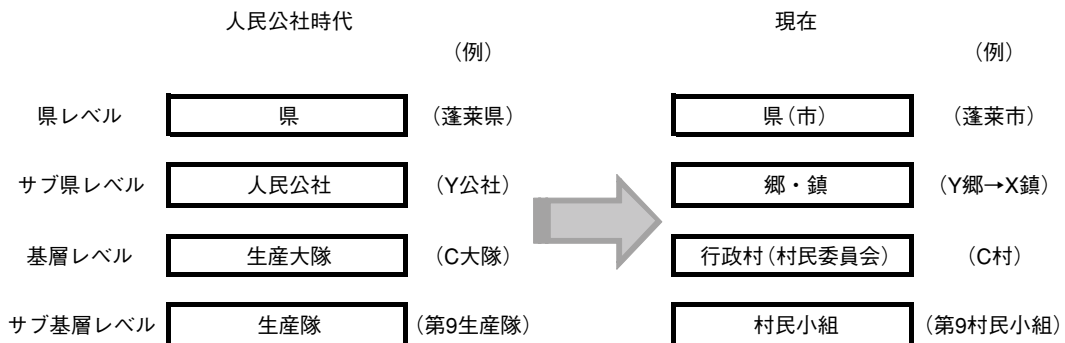 人民公社時代 現在
（例） （例）
県レベル 県 （蓬莱県） 県（市） （蓬莱市）
サブ県レベル 人民公社 （Y公社） 郷・鎮 （Y郷→X鎮）
基層レベル 生産大隊 （C大隊） 行政村（村民委員会） （C村）
サブ基層レベル 生産隊 （第9生産隊） 村民小組 （第9村民小組）